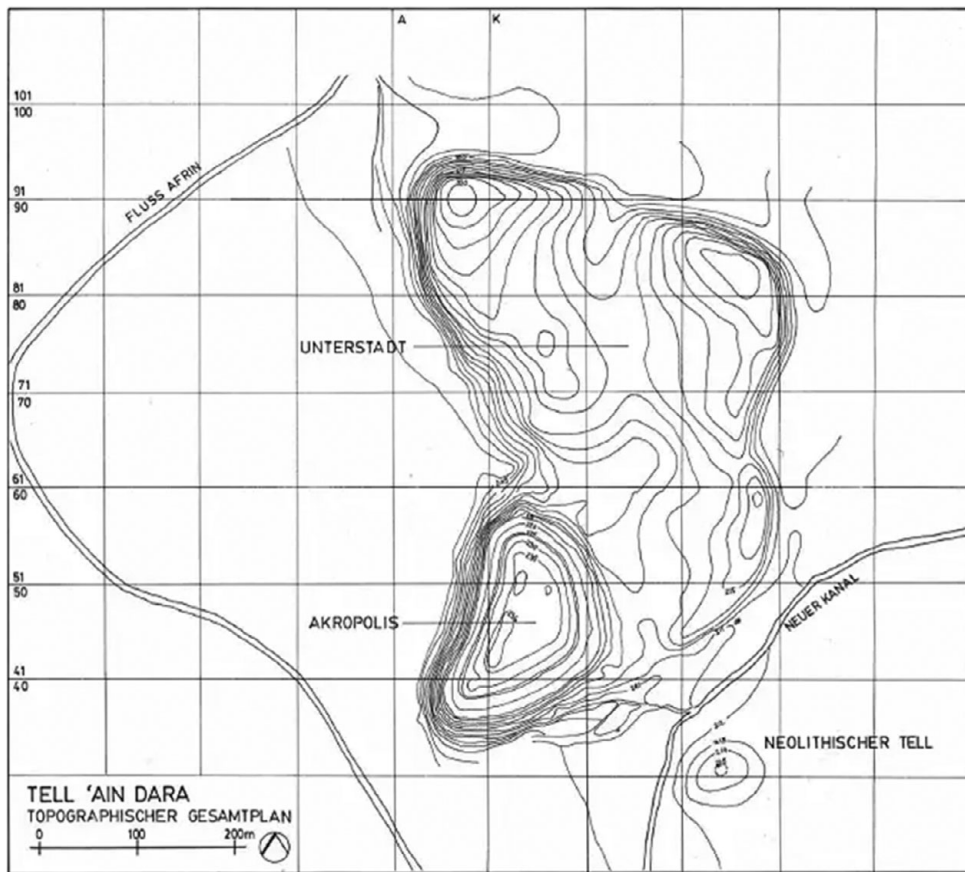 A
K
101
100
FLUSS AFRIN
91
90
81
80
UNTERSTADT
71
70
61
60
51
50
NEUER KANAL
AKROPOLIS
41
40
NEOLITHISCHER TELL
TELL 'AIN DARA
TOPOGRAPHISCHER GESAMTPLAN
0 100 200m